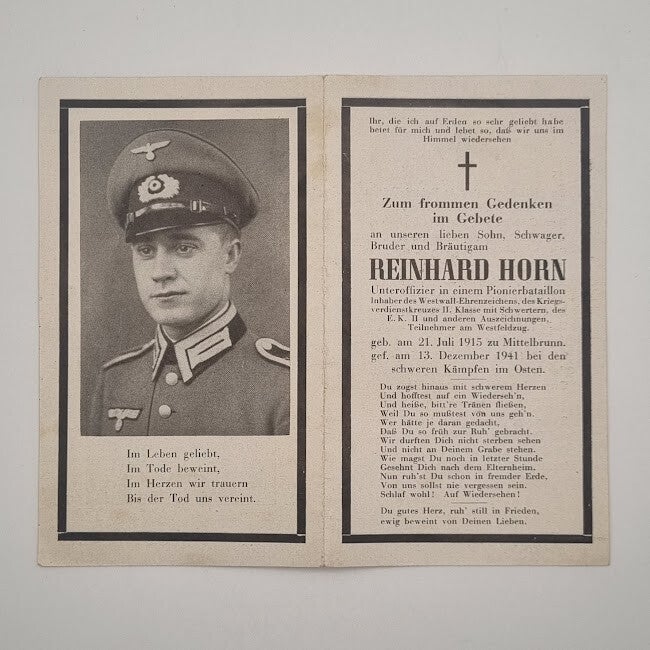 Im Leben geliebt,
Im Tode beweint,
Im Herzen wir trauern
Bis der Tod uns vereint.
Ihr, die ich auf Erden so sehr geliebt habe
betet für mich und lebet so, daß wir uns im
Himmel wiedersehen
Zum frommen Gedenken
im Gebete
an unseren lieben Sohn, Schwager,
Bruder und Bräutigam
REINHARD HORN
Unteroffizier in einem Pionierbataillon
Inhaber des Westwall-Ehrenzeichens, des Kriegs-
verdienstkreuzes II. Klasse mit Schwertern, des
E. K. II und anderen Auszeichnungen,
Teilnehmer am Westfeldzug.
geb. am 21. Juli 1915 zu Mittelbrunn.
gef. am 13. Dezember 1941 bei den
schweren Kämpfen im Osten.
Du zogst hinaus mit schwerem Herzen
Und hofftest auf ein Wiederseh'n,
Und heiße, bitt're Tränen fließen,
Weil Du so mußtest von uns geh'n.
Wer hätte je daran gedacht,
Daß Du so früh zur Ruh' gebracht.
Wir durften Dich nicht sterben sehen
Und nicht an Deinem Grabe stehen.
Wie magst Du noch in letzter Stunde
Gesehnt Dich nach dem Elternheim,
Nun ruh'st Du schon in fremder Erde,
Von uns sollst nie vergessen sein.
Schlaf wohl! Auf Wiedersehen!
Du gutes Herz, ruh' still in Frieden,
ewig beweint von Deinen Lieben.